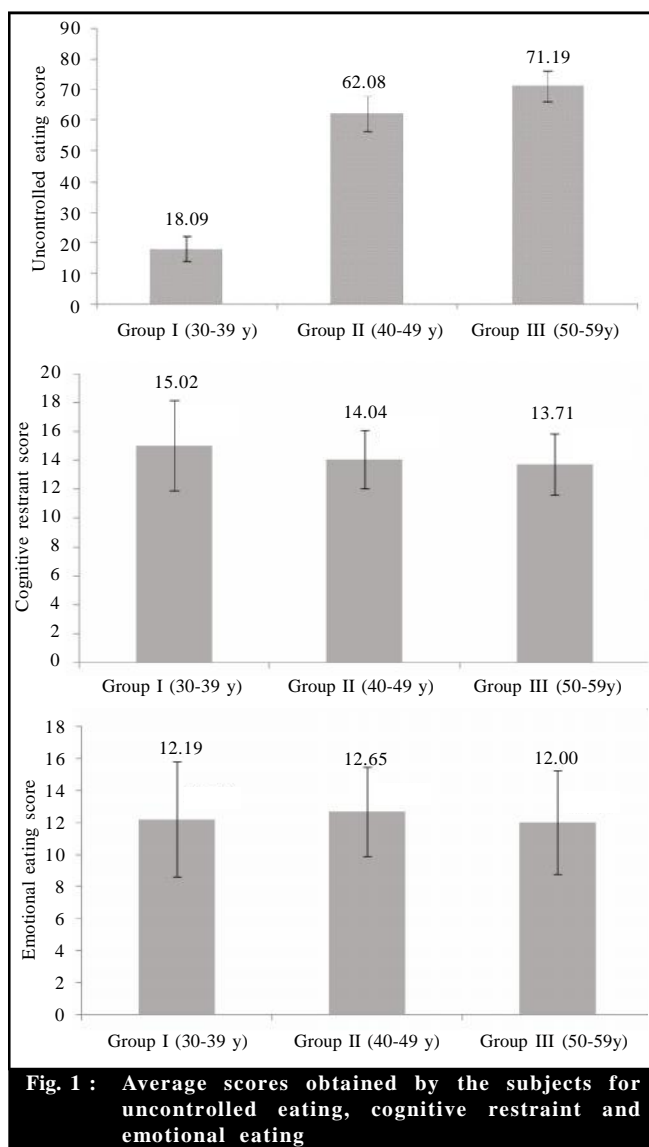 Uncontrolled eating score
90
80
70
60
50
40
30
20
10
0
18.09
62.08
71.19
Group I (30-39 y)
Group II (40-49 y)
Group III (50-59y)
Cognitive restrant score
20
18
16
14
12
10
8
6
4
2
0
15.02
14.04
13.71
Group I (30-39 y)
Group II (40-49 y)
Group III (50-59y)
Emotional eating score
18
16
14
12
10
8
6
4
2
0
12.19
12.65
12.00
Group I (30-39 y)
Group II (40-49 y)
Group III (50-59y)
Fig. 1 : Average scores obtained by the subjects for
uncontrolled eating, cognitive restraint and
emotional eating